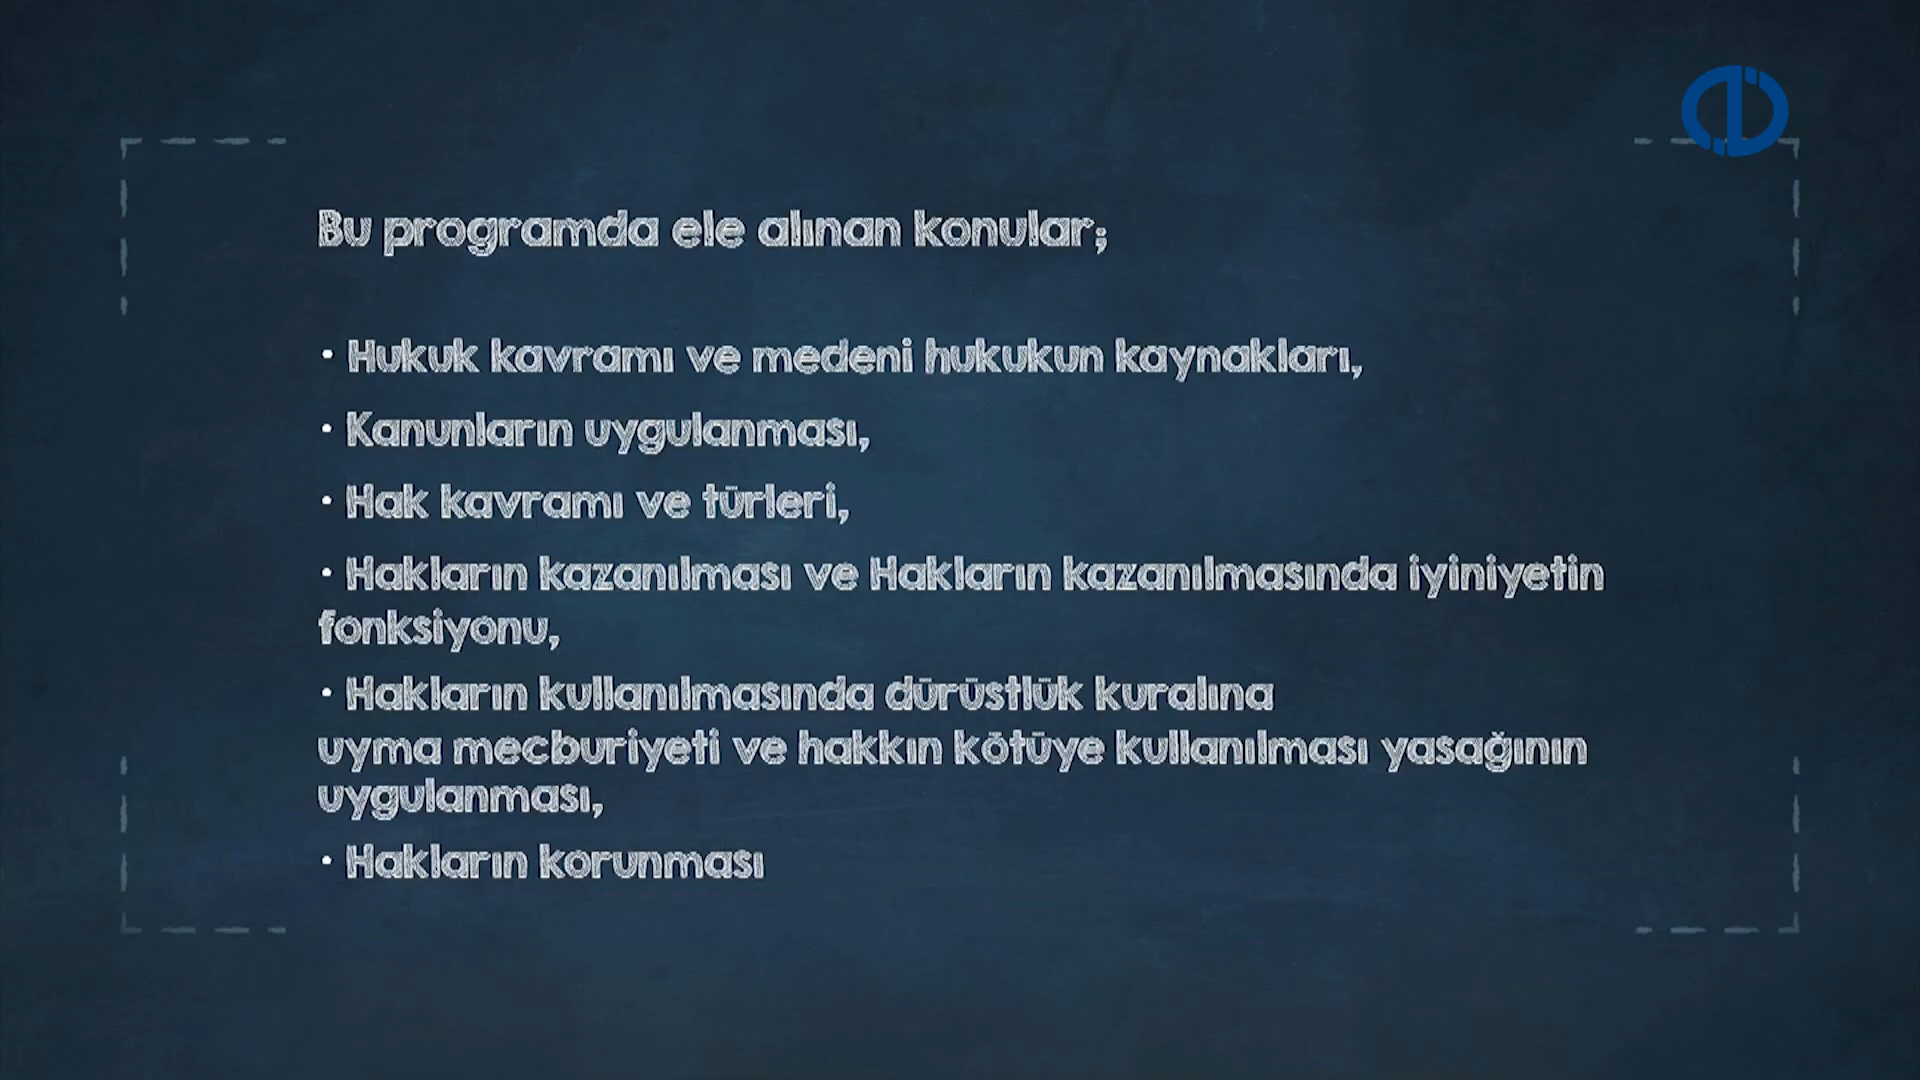 Bu programda ele alınan konular;
• Hukuk kavramı ve medeni hukukun kaynakları,
• Kanunların uygulanması,
• Hak kavramı ve türleri,
• Hakların kazanılması ve Hakların kazanılmasında iyiniyetin
fonksiyonu,
• Hakların kullanılmasında dürüstlük kuralına
uyma mecburiyeti ve hakkın kötüye kullanılması yasağının
uygulanması,
• Hakların korunması